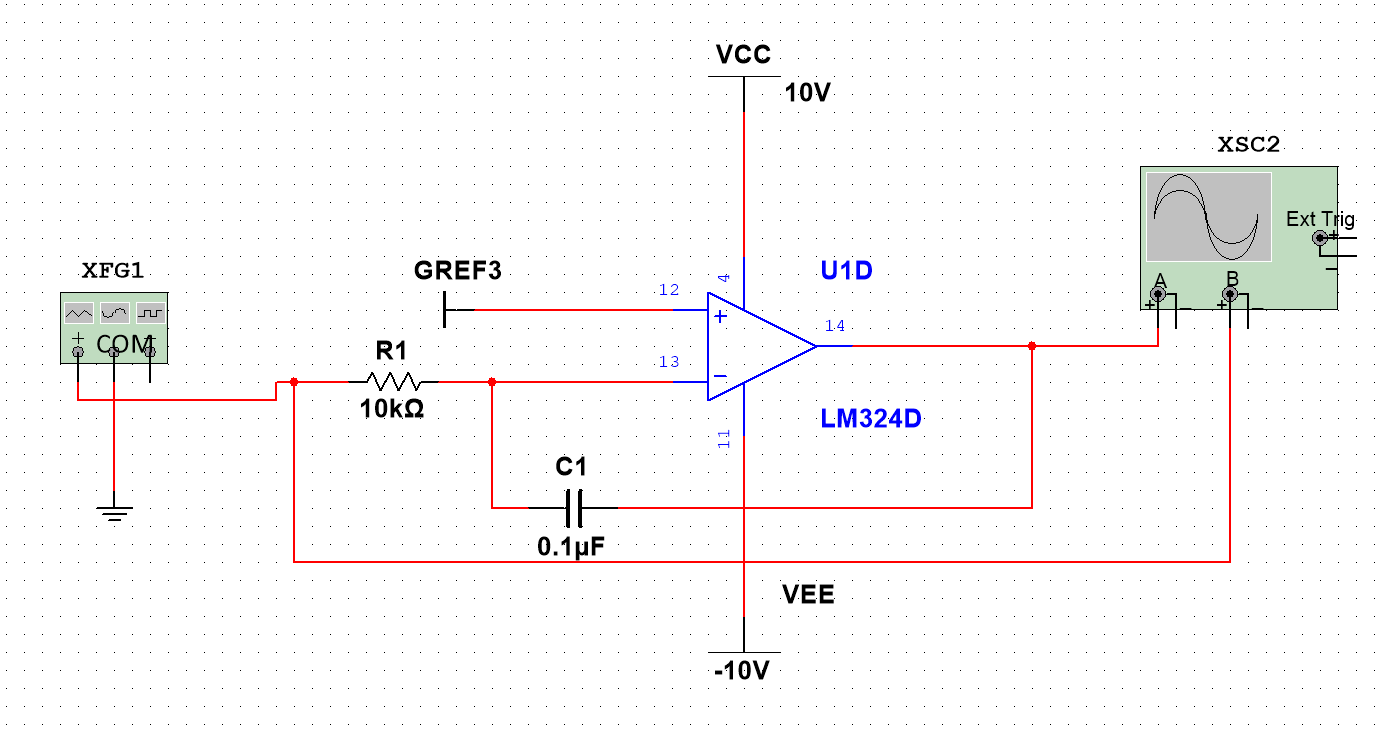 VCC
10V
XSC2
Ext Trig
+
−
A
B
+
−
+
−
XFG1
+
COM
−
GREF3
12
4
U1D
+
14
R1
10kΩ
13
−
LM324D
11
C1
0.1µF
VEE
-10V